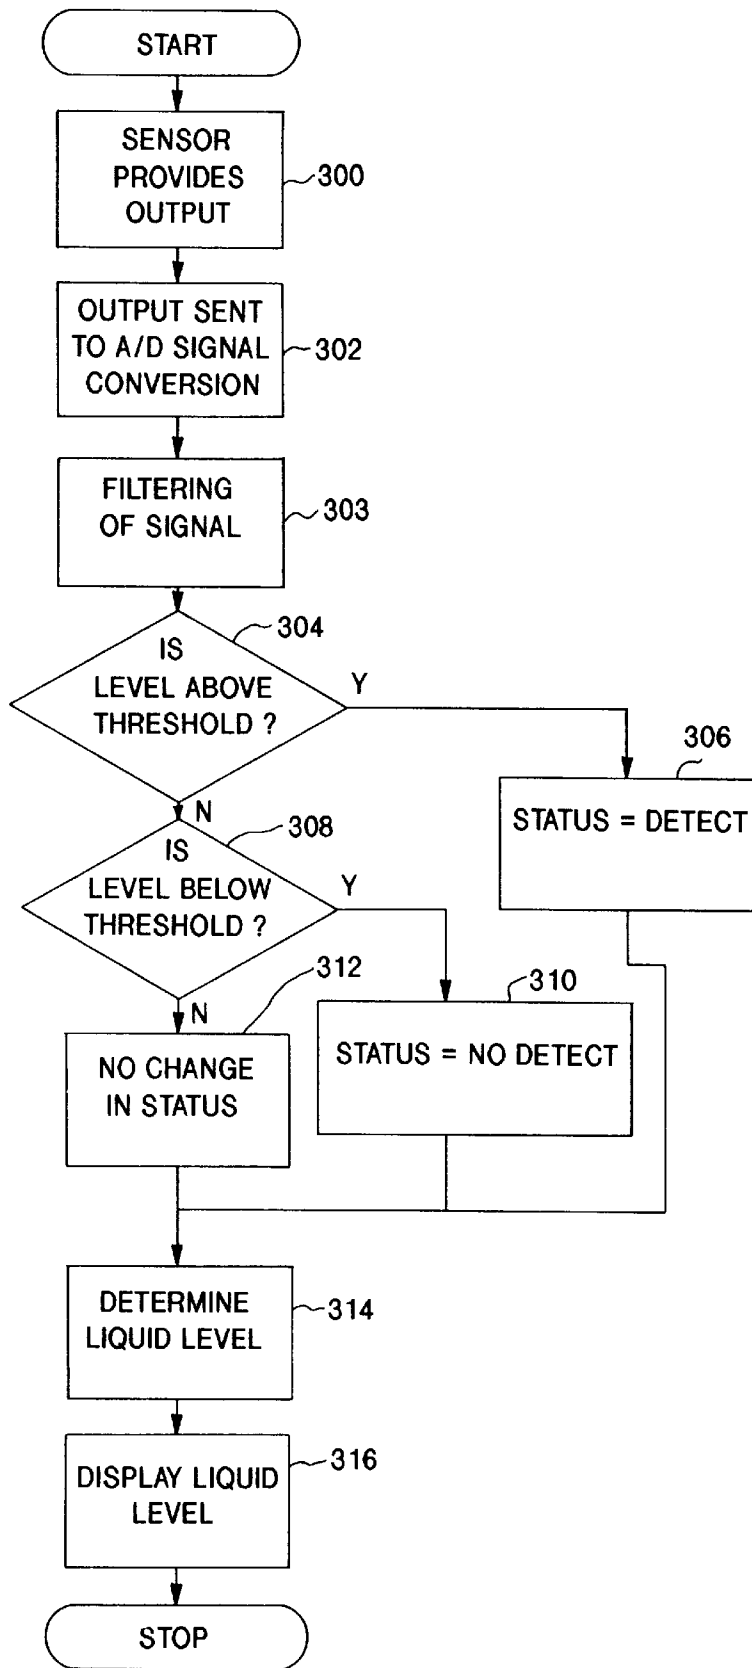 START
SENSOR
PROVIDES
OUTPUT
300
OUTPUT SENT
TO A/D SIGNAL
CONVERSION
302
FILTERING
OF SIGNAL
303
304
IS
LEVEL ABOVE
THRESHOLD ?
Y
N
306
STATUS = DETECT
308
IS
LEVEL BELOW
THRESHOLD ?
Y
N
310
STATUS = NO DETECT
312
NO CHANGE
IN STATUS
DETERMINE
LIQUID LEVEL
314
DISPLAY LIQUID
LEVEL
316
STOP